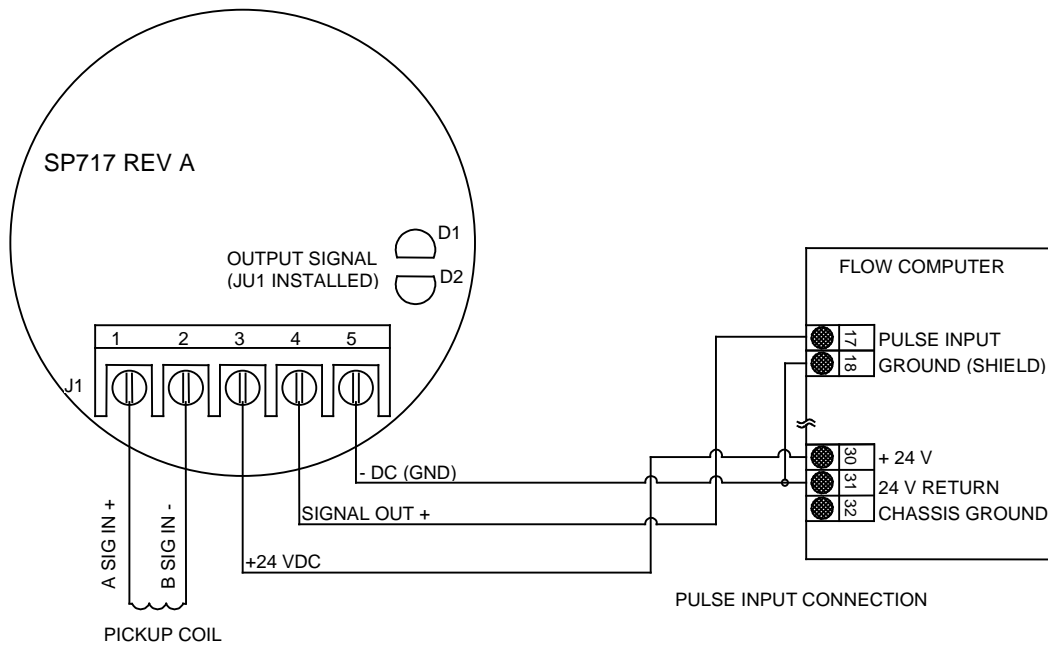 SP717 REV A
D1
OUTPUT SIGNAL
(JU1 INSTALLED)
D2
1 2 3 4 5
J1
A SIG IN +
B SIG IN -
PICKUP COIL
- DC (GND)
SIGNAL OUT +
+24 VDC
FLOW COMPUTER
17 PULSE INPUT
18 GROUND (SHIELD)
30 + 24 V
31 24 V RETURN
32 CHASSIS GROUND
PULSE INPUT CONNECTION